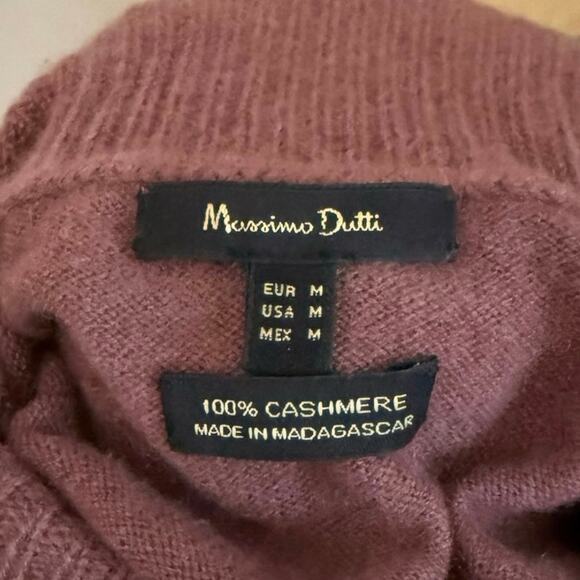 Massimo Dutti
EUR M
USA M
MEX M
100% CASHMERE
MADE IN MADAGASCAR